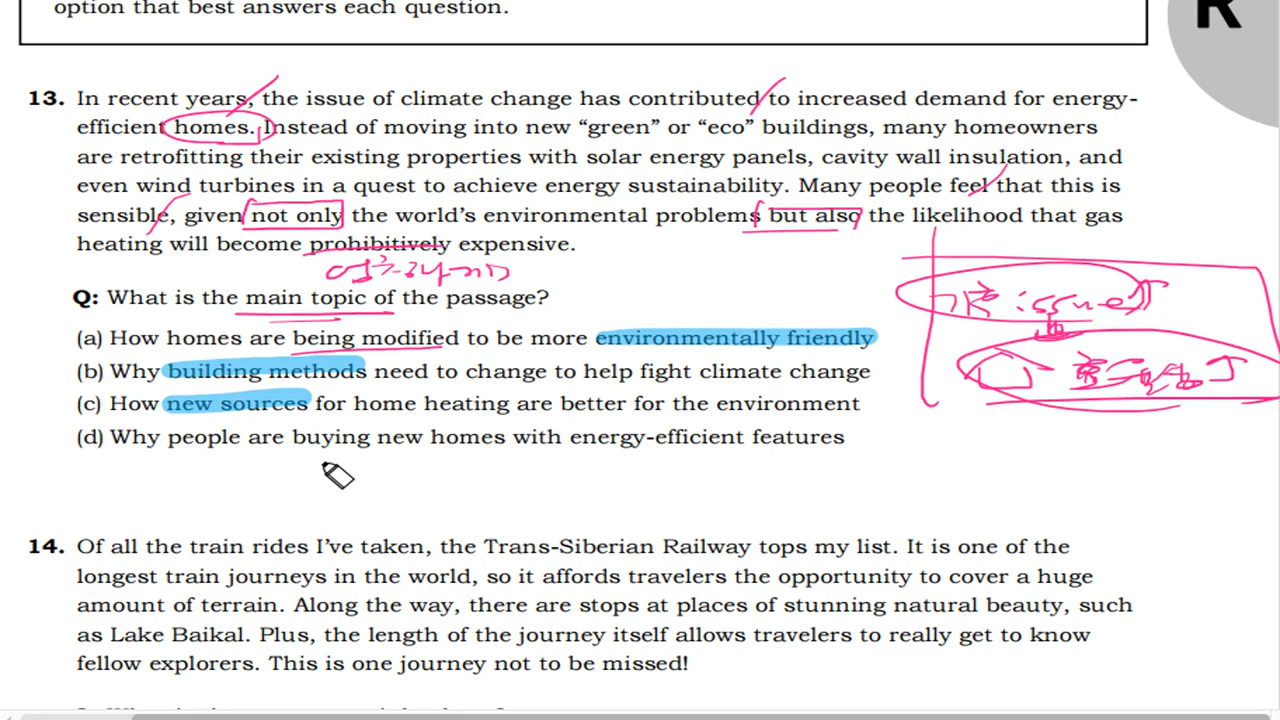 option that best answers each question.
R
13. In recent years, the issue of climate change has contributed to increased demand for energy-
efficient homes. Instead of moving into new “green” or “eco” buildings, many homeowners
are retrofitting their existing properties with solar energy panels, cavity wall insulation, and
even wind turbines in a quest to achieve energy sustainability. Many people feel that this is
sensible, given not only the world’s environmental problems but also the likelihood that gas
heating will become prohibitively expensive.
Q: What is the main topic of the passage?
issue
(a) How homes are being modified to be more environmentally friendly
(b) Why building methods need to change to help fight climate change
(c) How new sources for home heating are better for the environment
(d) Why people are buying new homes with energy-efficient features
14. Of all the train rides I’ve taken, the Trans-Siberian Railway tops my list. It is one of the
longest train journeys in the world, so it affords travelers the opportunity to cover a huge
amount of terrain. Along the way, there are stops at places of stunning natural beauty, such
as Lake Baikal. Plus, the length of the journey itself allows travelers to really get to know
fellow explorers. This is one journey not to be missed!